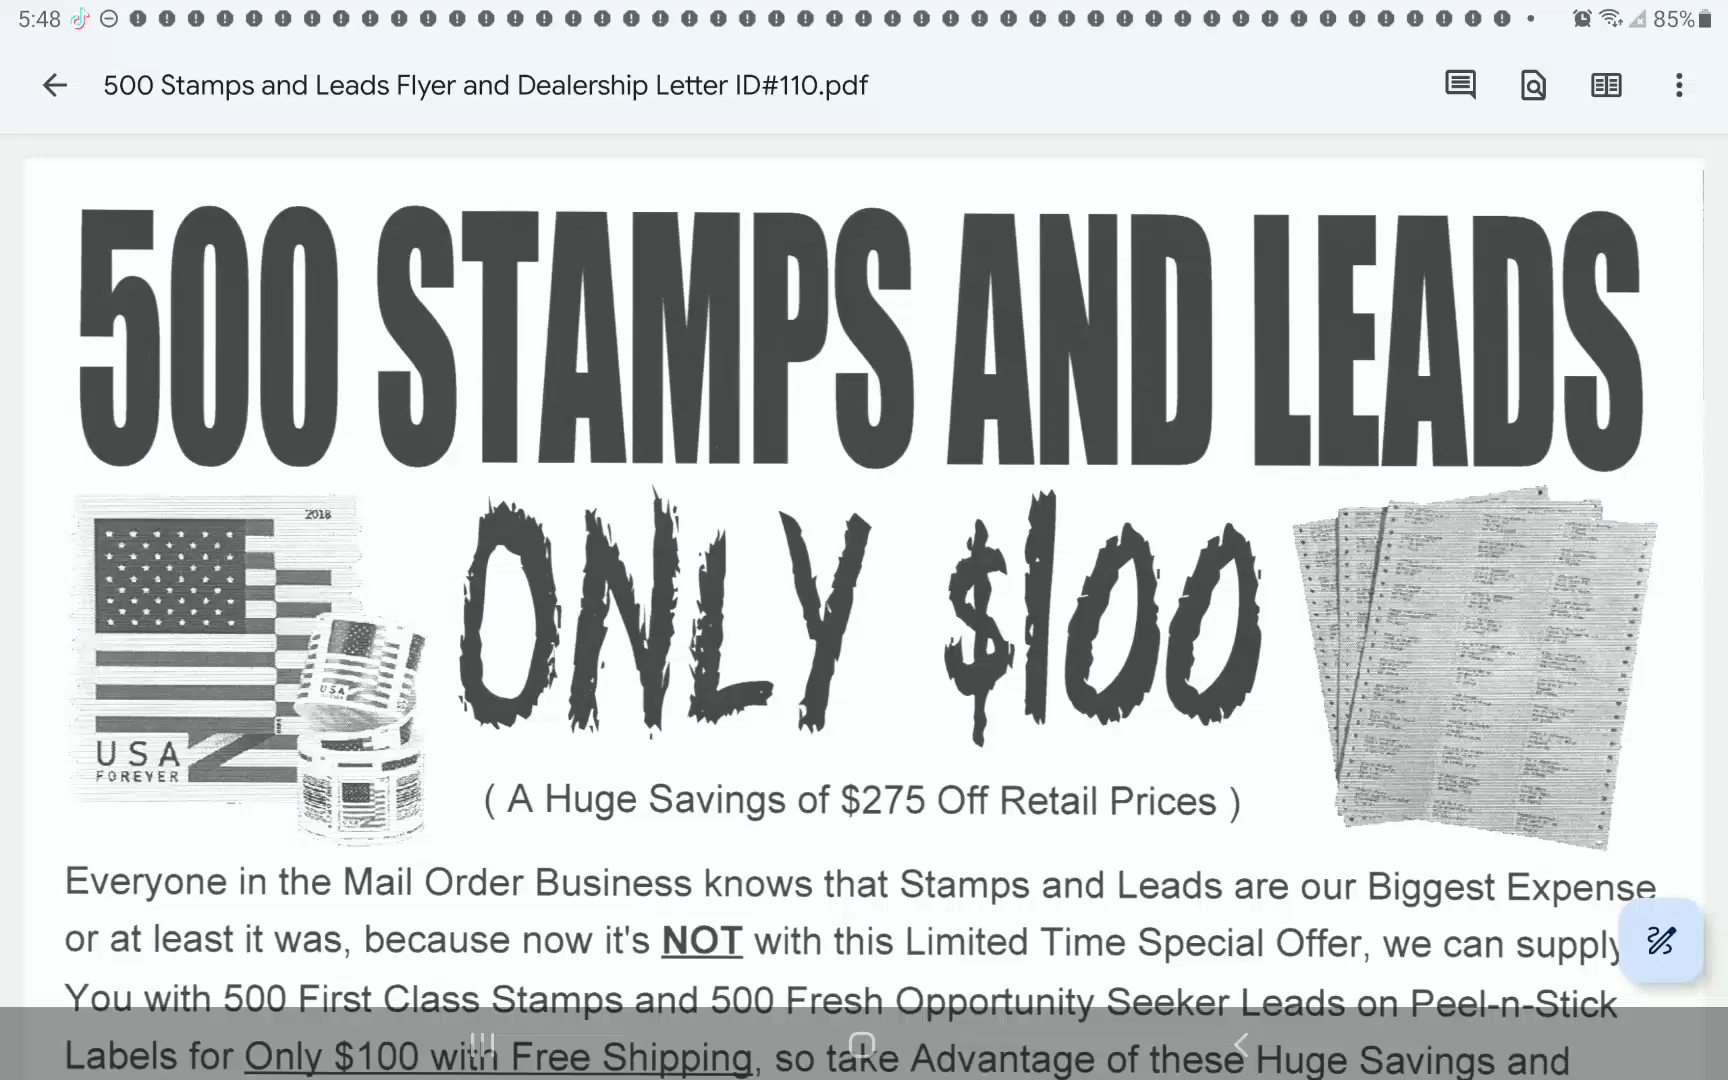 5:48
85%
500 Stamps and Leads Flyer and Dealership Letter ID#110.pdf
500 STAMPS AND LEADS
2018
ONLY $100
USA
USA
FOREVER
( A Huge Savings of $275 Off Retail Prices )
Everyone in the Mail Order Business knows that Stamps and Leads are our Biggest Expense
or at least it was, because now it's NOT with this Limited Time Special Offer, we can supply
You with 500 First Class Stamps and 500 Fresh Opportunity Seeker Leads on Peel-n-Stick
Labels for Only $100 with Free Shipping, so take Advantage of these Huge Savings and